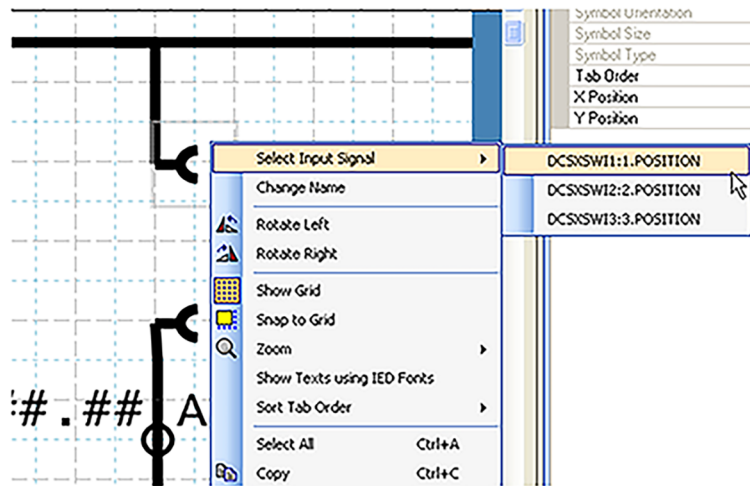 Symbol Orientation
Symbol Size
Symbol Type
Tab Order
X Position
Y Position
Select Input Signal
DCSXSWI1:1.POSITION
Change Name
DCSXSWI2:2.POSITION
DCSXSWI3:3.POSITION
Rotate Left
Rotate Right
Show Grid
Snap to Grid
Zoom
Show Texts using IED Fonts
##.## A
Sort Tab Order
Select All Ctrl+A
Copy Ctrl+C